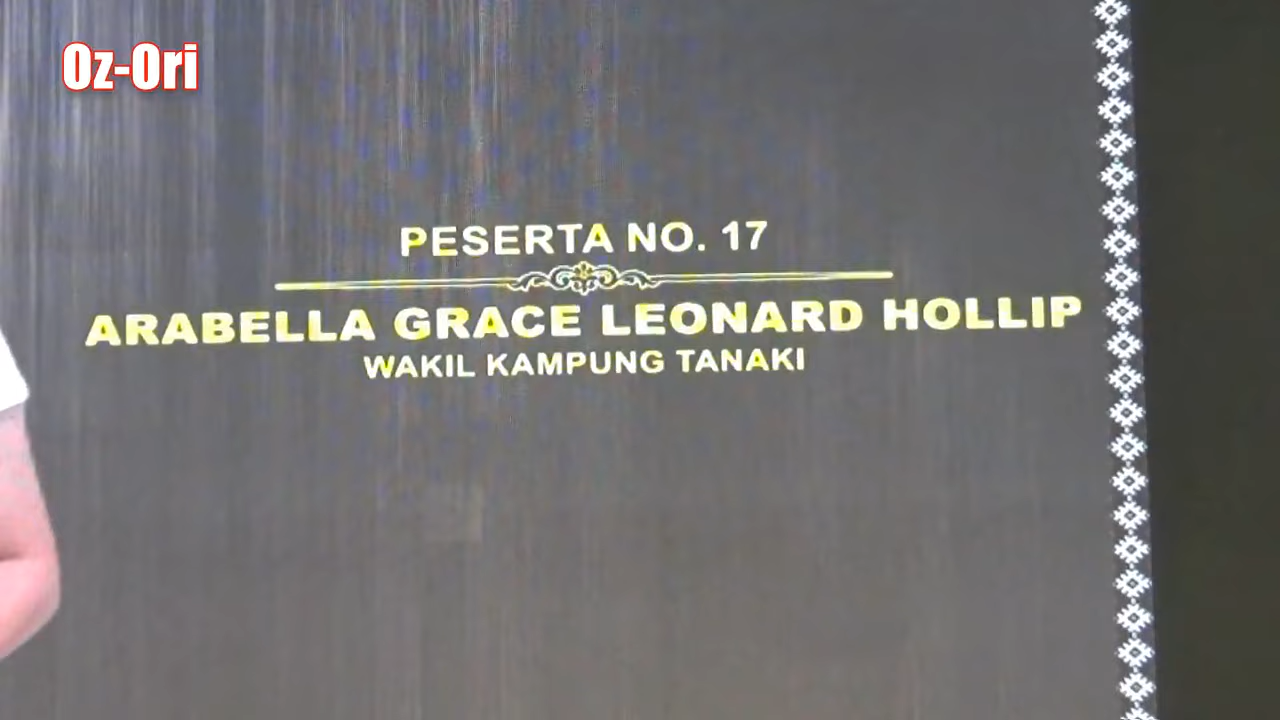 Oz-Ori
PESERTA NO. 17
ARABELLA GRACE LEONARD HOLLIP
WAKIL KAMPUNG TANAKI